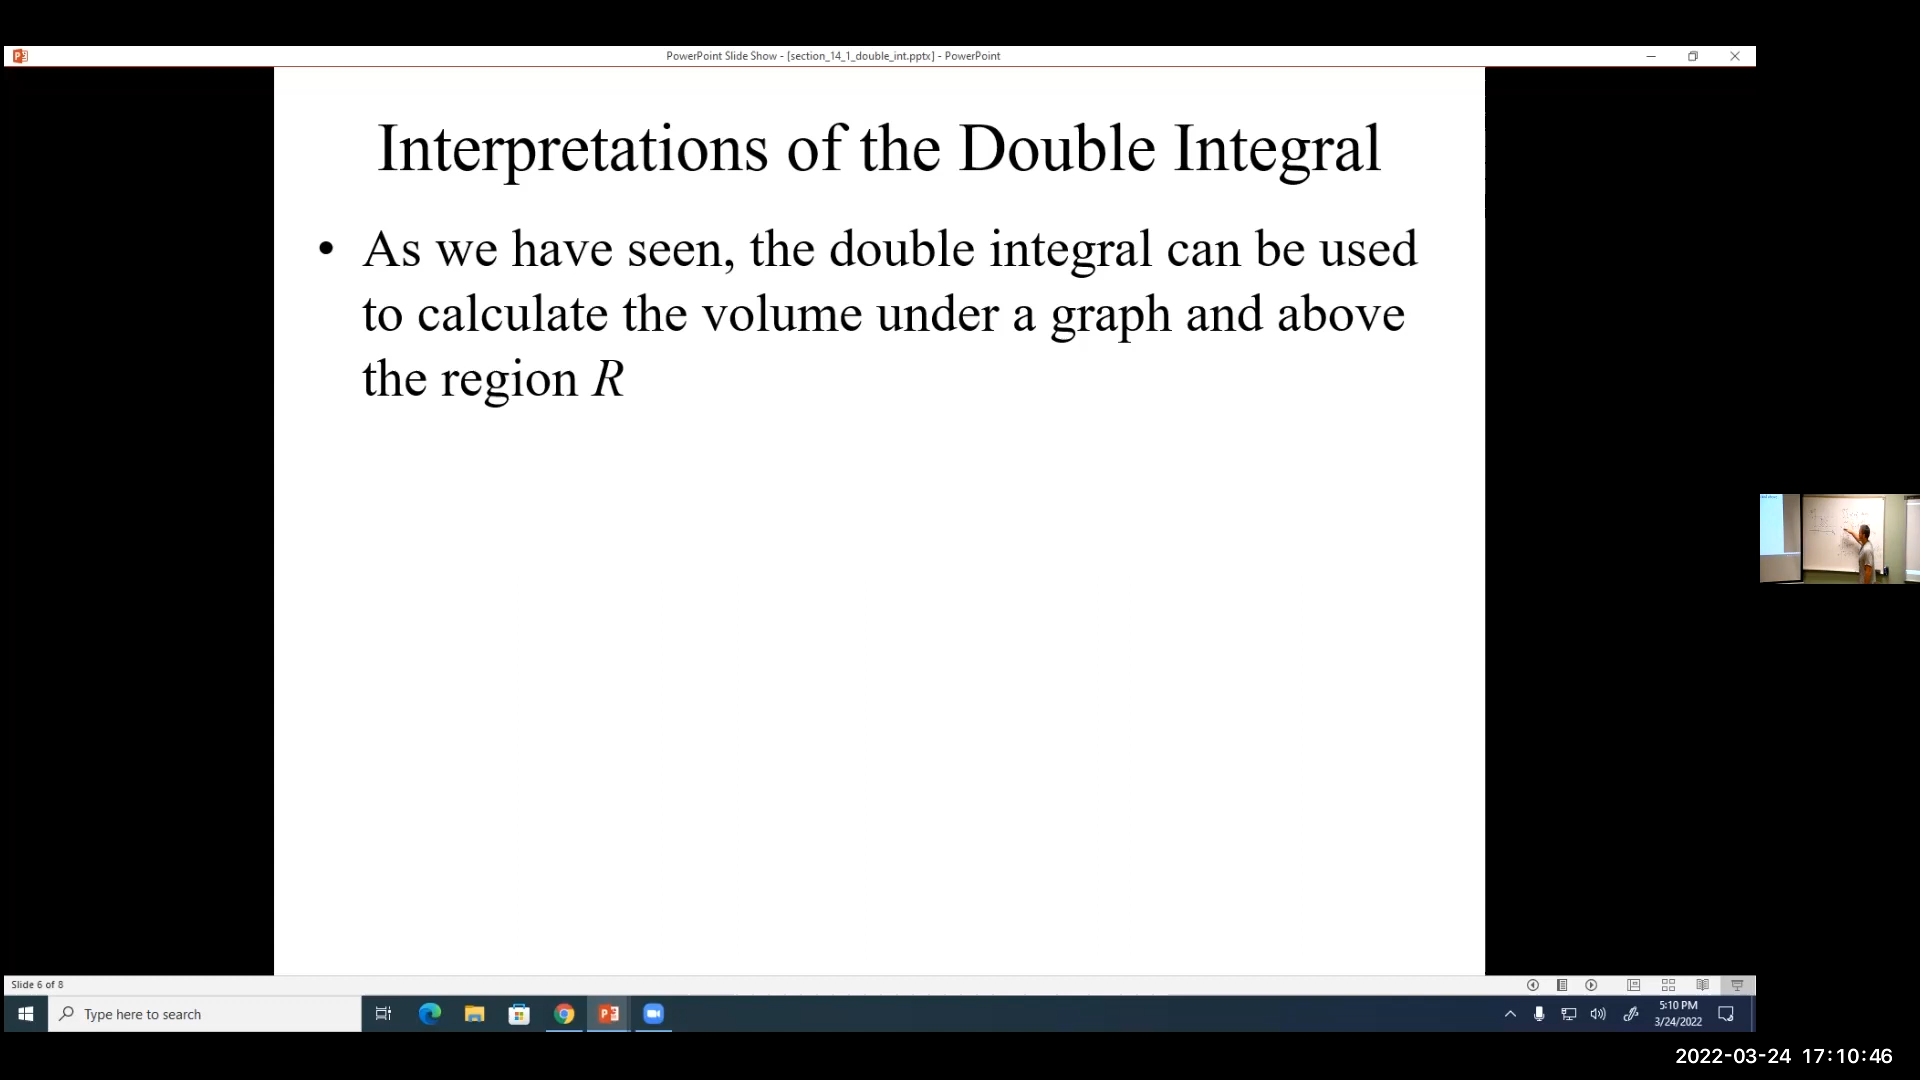 PowerPoint Slide Show - [section_14_1_double_int.pptx] - PowerPoint
Interpretations of the Double Integral
• As we have seen, the double integral can be used
to calculate the volume under a graph and above
the region R
Slide 6 of 8
Type here to search
5:10 PM
3/24/2022
2022-03-24 17:10:46